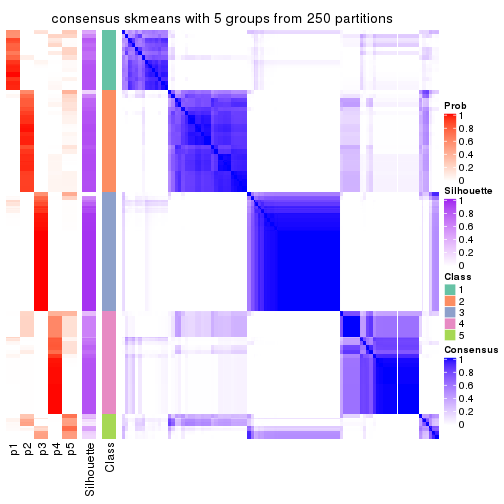 consensus skmeans with 5 groups from 250 partitions
Prob
1
0.8
0.6
0.4
0.2
0
Silhouette
1
0.8
0.6
0.4
0.2
0
Class
1
2
3
4
5
Consensus
1
0.8
0.6
0.4
0.2
0
p1
p2
p3
p4
p5
Silhouette
Class